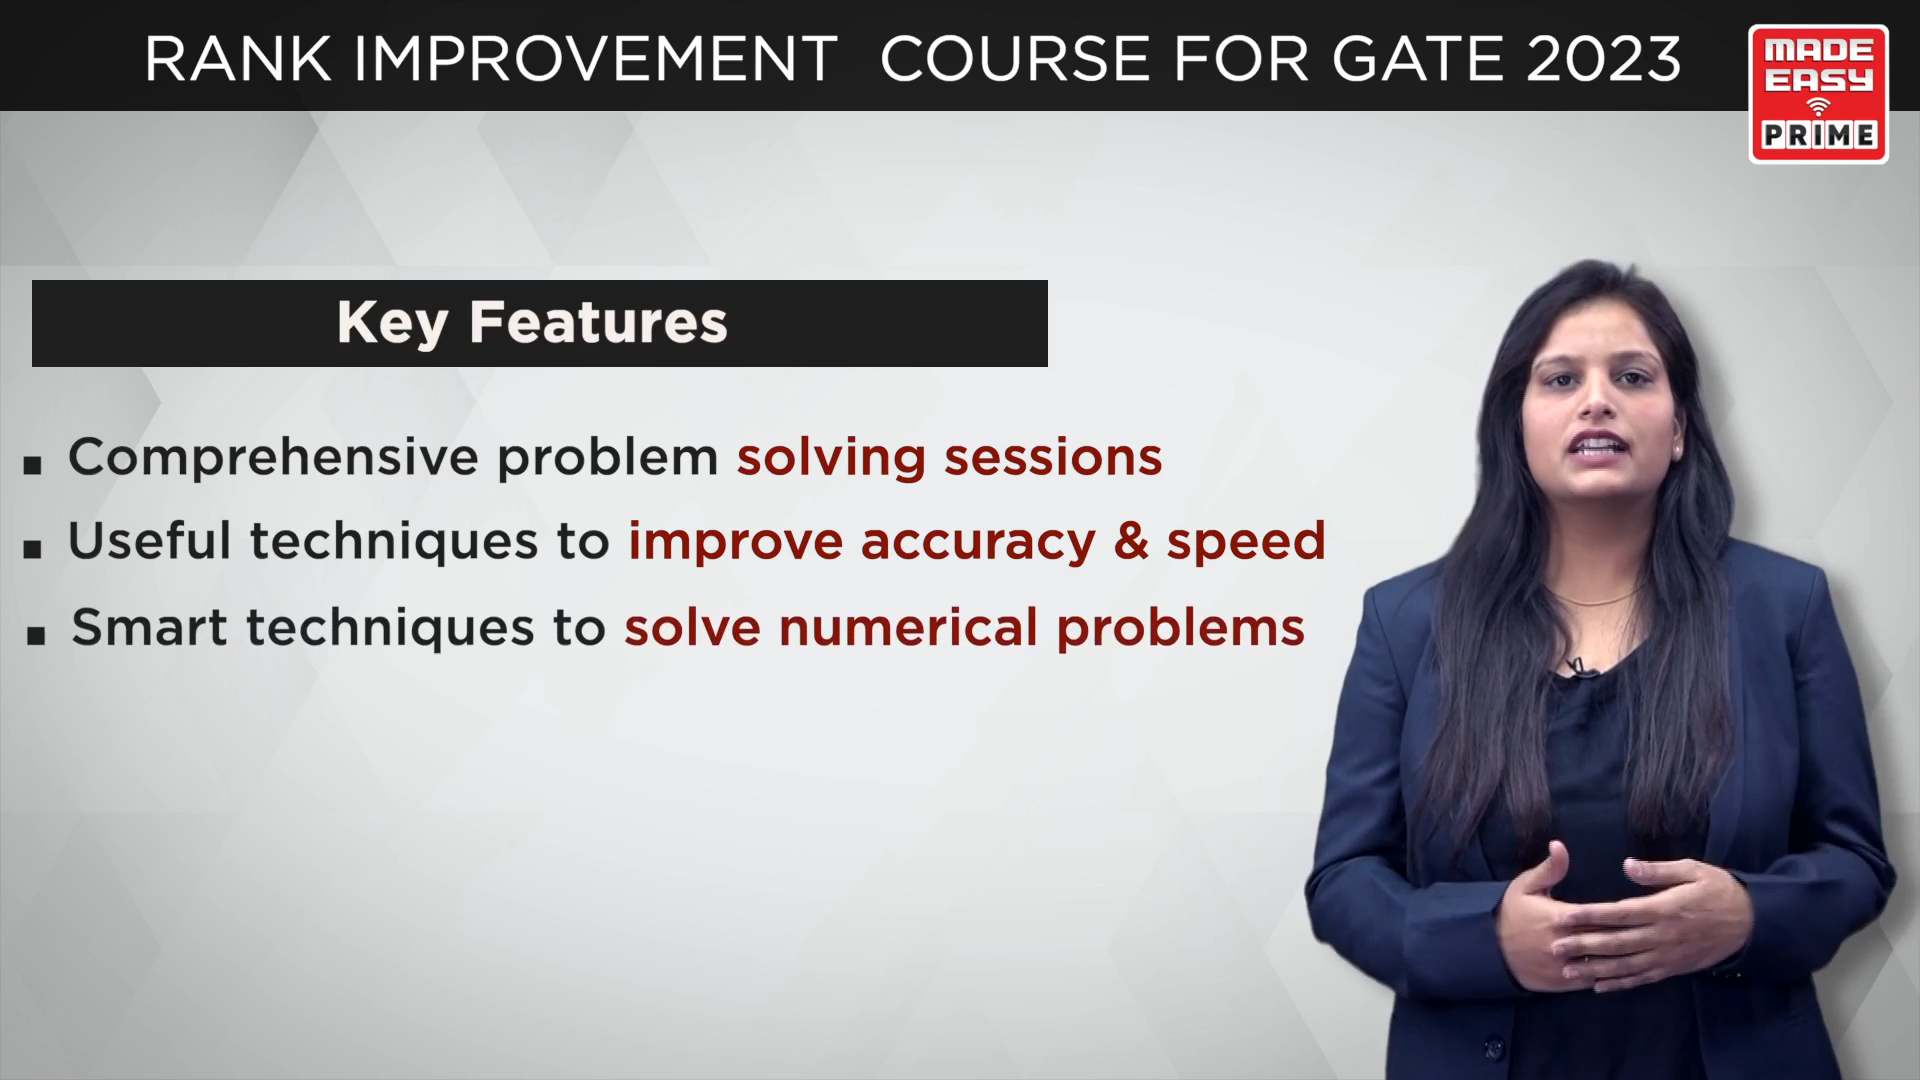 RANK IMPROVEMENT COURSE FOR GATE 2023
MADE
EASY
PRIME
Key Features
▪ Comprehensive problem solving sessions
▪ Useful techniques to improve accuracy & speed
▪ Smart techniques to solve numerical problems